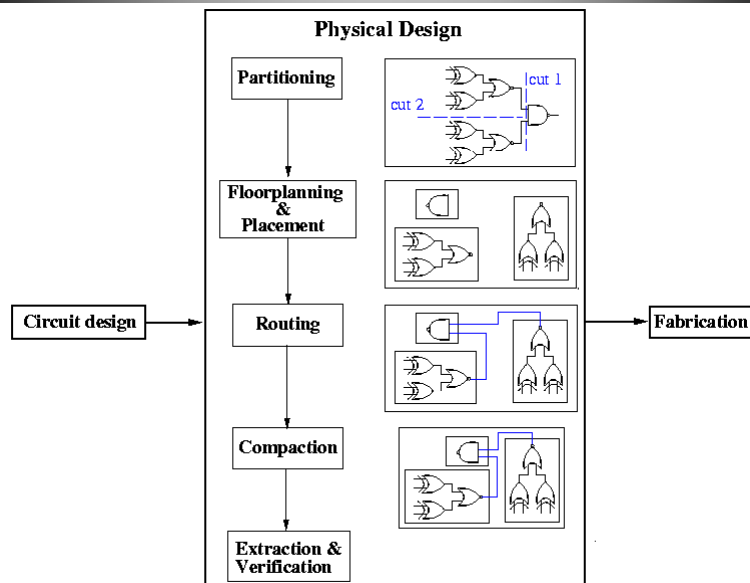 Physical Design
Partitioning
cut 1
cut 2
Floorplanning
&
Placement
Circuit design
Routing
Fabrication
Compaction
Extraction &
Verification